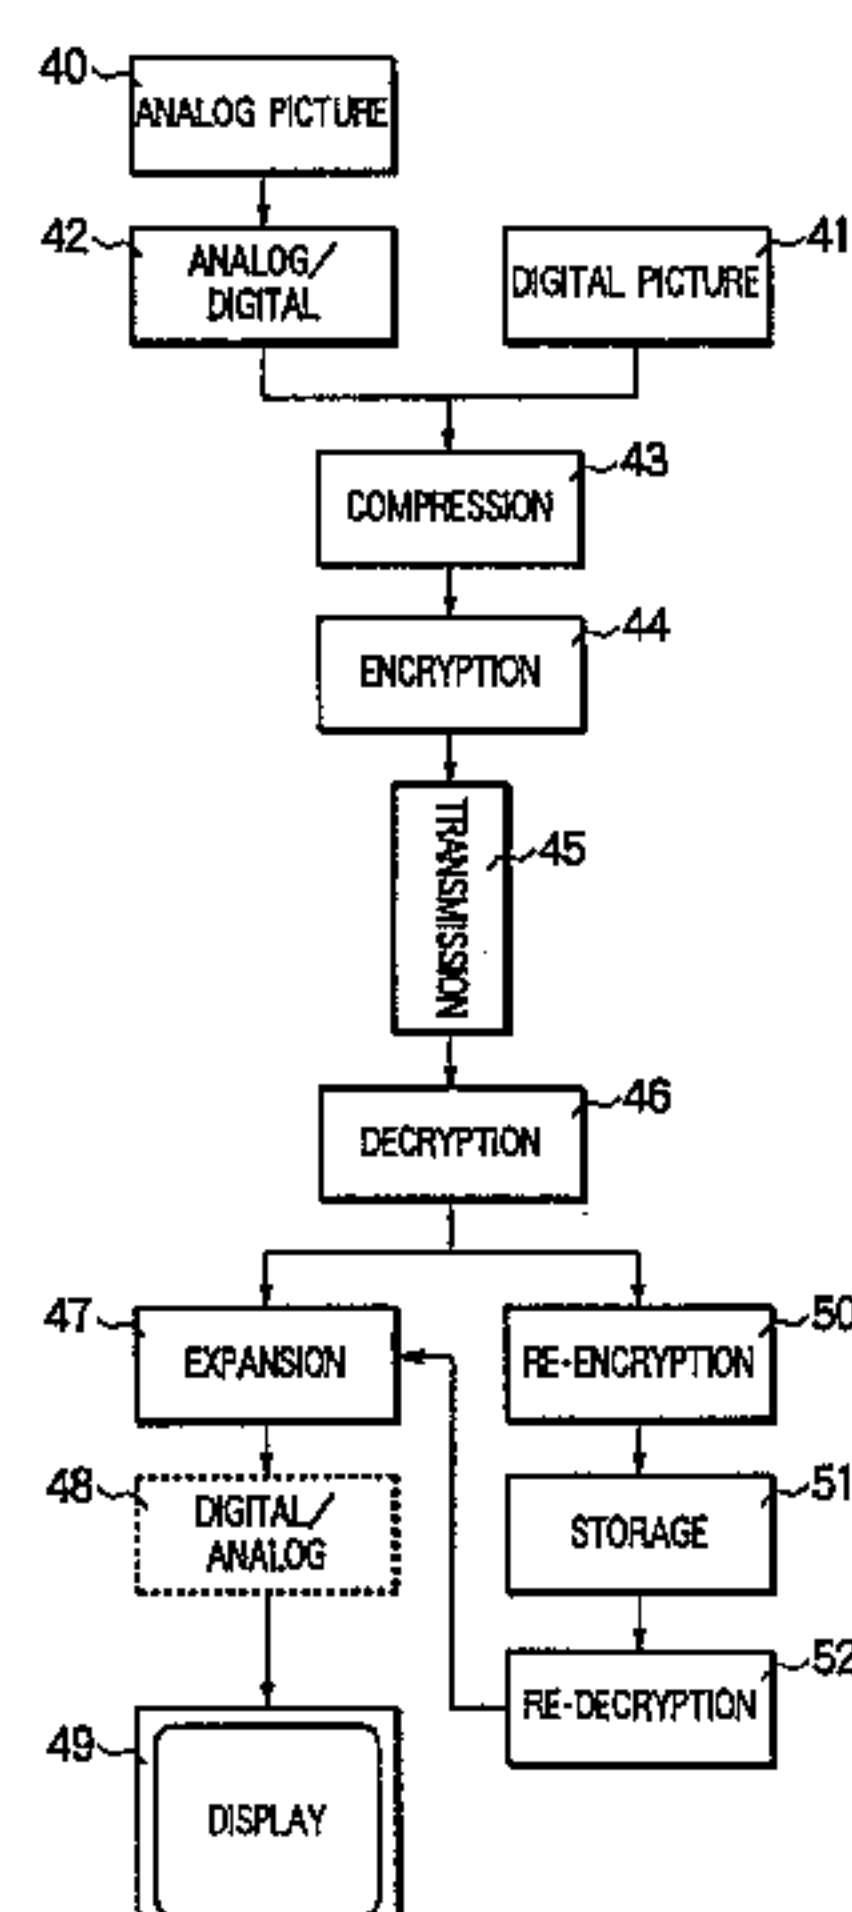 40
ANALOG PICTURE
42
ANALOG/
DIGITAL
41
DIGITAL PICTURE
43
COMPRESSION
44
ENCRYPTION
45
TRANSMISSION
46
DECRYPTION
47
EXPANSION
50
RE-ENCRYPTION
48
DIGITAL/
ANALOG
51
STORAGE
52
RE-DECRYPTION
49
DISPLAY